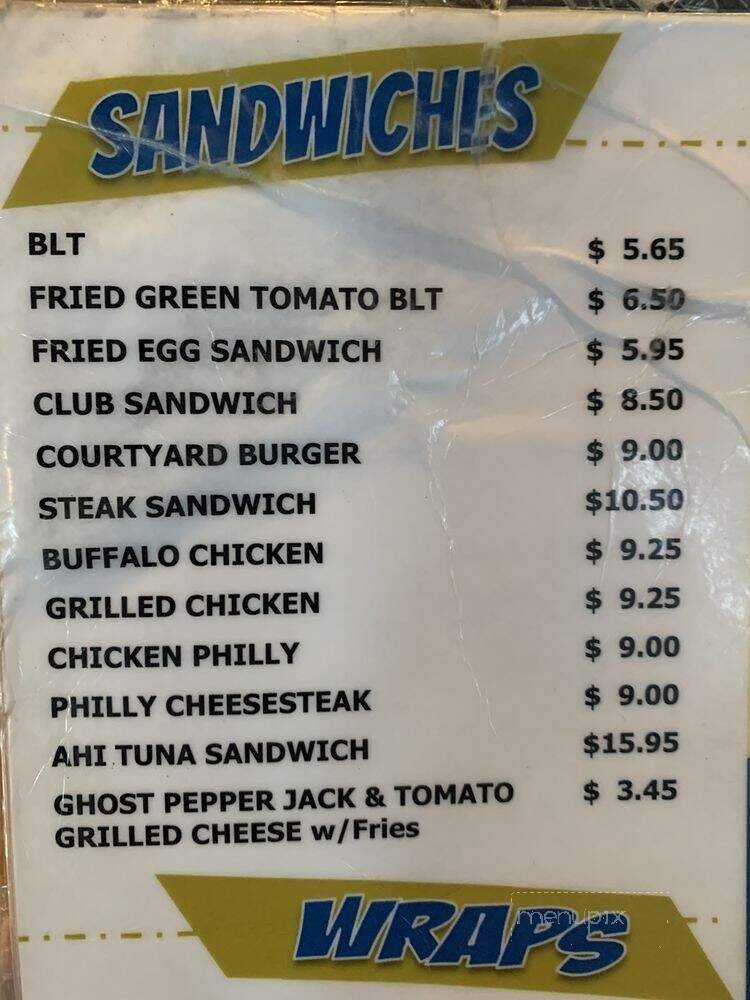 SANDWICHES
BLT $ 5.65
FRIED GREEN TOMATO BLT $ 6.50
FRIED EGG SANDWICH $ 5.95
CLUB SANDWICH $ 8.50
COURTYARD BURGER $ 9.00
STEAK SANDWICH $10.50
BUFFALO CHICKEN $ 9.25
GRILLED CHICKEN $ 9.25
CHICKEN PHILLY $ 9.00
PHILLY CHEESESTEAK $ 9.00
AHI TUNA SANDWICH $15.95
GHOST PEPPER JACK & TOMATO $ 3.45
GRILLED CHEESE w/Fries
WRAPS
menupix